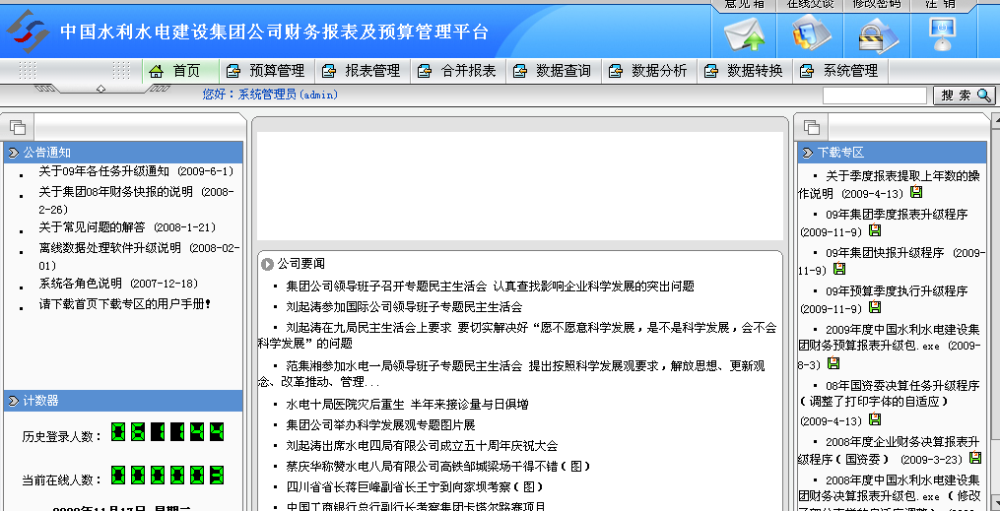 意见箱 在线交谈 修改密码 注 销
中国水利水电建设集团公司财务报表及预算管理平台
首页 预算管理 报表管理 合并报表 数据查询 数据分析 数据转换 系统管理
您好：系统管理员(admin)
搜 索
公告通知
关于09年各任务升级通知 (2009-6-1)
关于集团08年财务快报的说明 (2008-
2-26)
关于常见问题的解答 (2008-1-21)
离线数据处理软件升级说明 (2008-02-
01)
系统各角色说明 (2007-12-18)
请下载首页下载专区的用户手册!
计数器
历史登录人数：
当前在线人数：
2009年11月17日 星期二
公司要闻
集团公司领导班子召开专题民主生活会 认真查找影响企业科学发展的突出问题
刘起涛参加国际公司领导班子专题民主生活会
刘起涛在九局民主生活会上要求 要切实解决好“愿不愿意科学发展，是不是科学发展，会不会
科学发展”的问题
范集湘参加水电一局领导班子专题民主生活会 提出按照科学发展观要求，解放思想、更新观
念、改革推动、管理...
水电十局医院灾后重生 半年来接诊量与日俱增
集团公司举办科学发展观专题图片展
刘起涛出席水电四局有限公司成立五十周年庆祝大会
蔡庆华称赞水电八局有限公司高铁邹城梁场干得不错(图)
四川省省长蒋巨峰副省长王宁到向家坝考察(图)
中国工商银行总行副行长考察集团卡塔尔路赛项目
下载专区
关于季度报表提取上年数的操
作说明 (2009-4-13)
09年集团季度报表升级程序
(2009-11-9)
09年集团快报升级程序 (2009-
11-9)
09年预算季度执行升级程序
(2009-11-9)
2009年度中国水利水电建设集
团财务预算报表升级包.exe (2009-
8-3)
08年国资委决算任务升级程序
(调整了打印字体的自适应)
(2009-4-13)
2008年度企业财务决算报表升
级程序(国资委) (2009-3-23)
2008年度中国水利水电建设集
团财务决算报表升级包.exe (修改